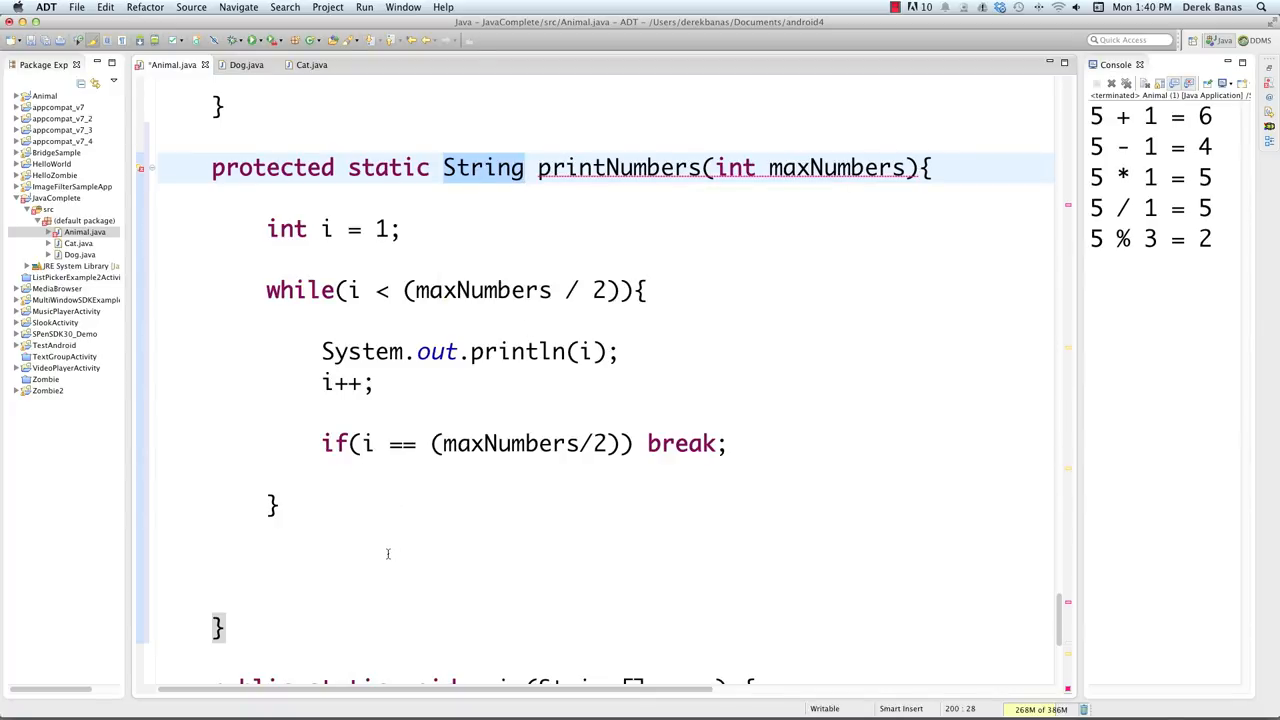 ADT File Edit Refactor Source Navigate Search Project Run Window Help 10 Mon 1:40 PM Derek Banas
Java - JavaComplete/src/Animal.java - ADT - /Users/derekbanas/Documents/android4
Quick Access Java DDMS
Package Exp
*Animal.java Dog.java Cat.java
Console
<terminated> Animal (1) [Java Application] /S
Animal
appcompat_v7
appcompat_v7_2
appcompat_v7_3
appcompat_v7_4
BridgeSample
HelloWorld
HelloZombie
ImageFilterSampleApp
JavaComplete
src
(default package)
Animal.java
Cat.java
Dog.java
JRE System Library [Ja
ListPickerExample2Activi
MediaBrowser
MultiWindowSDKExample
MusicPlayerActivity
SlookActivity
SPenSDK30_Demo
TestAndroid
TextGroupActivity
VideoPlayerActivity
Zombie
Zombie2
}
protected static String printNumbers(int maxNumbers){
int i = 1;
while(i < (maxNumbers / 2)){
System.out.println(i);
i++;
if(i == (maxNumbers/2)) break;
}
}
5 + 1 = 6
5 - 1 = 4
5 * 1 = 5
5 / 1 = 5
5 % 3 = 2
Writable Smart Insert 200 : 28 268M of 386M